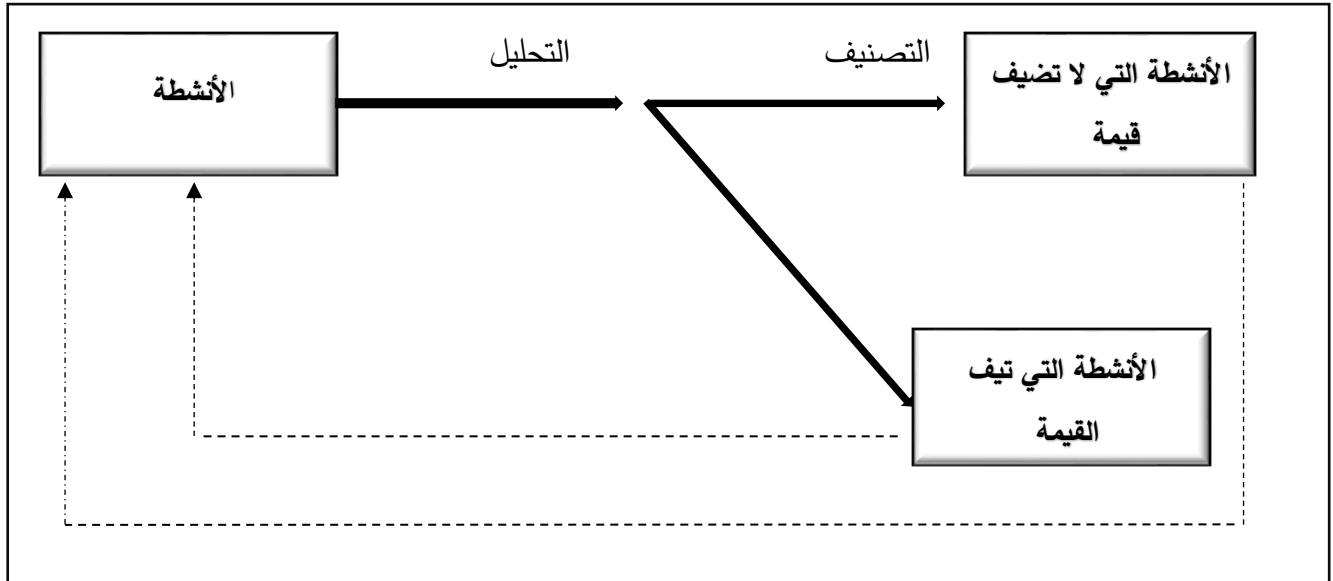 الأنشطة
التحليل
التصنيف
الأنشطة التي لا تضيف
قيمة
الأنشطة التي تيف
القيمة